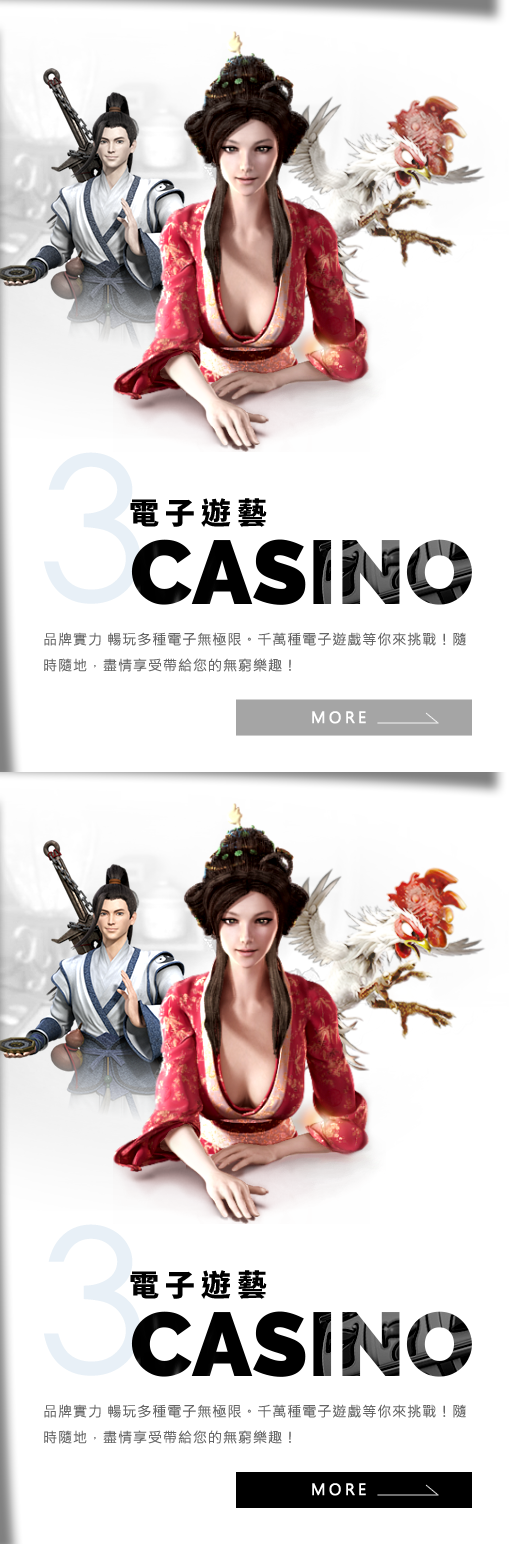 3
電子遊藝
CASINO
品牌實力 暢玩多種電子無極限。千萬種電子遊戲等你來挑戰！隨
時隨地，盡情享受帶給您的無窮樂趣！
MORE
3
電子遊藝
CASINO
品牌實力 暢玩多種電子無極限。千萬種電子遊戲等你來挑戰！隨
時隨地，盡情享受帶給您的無窮樂趣！
MORE